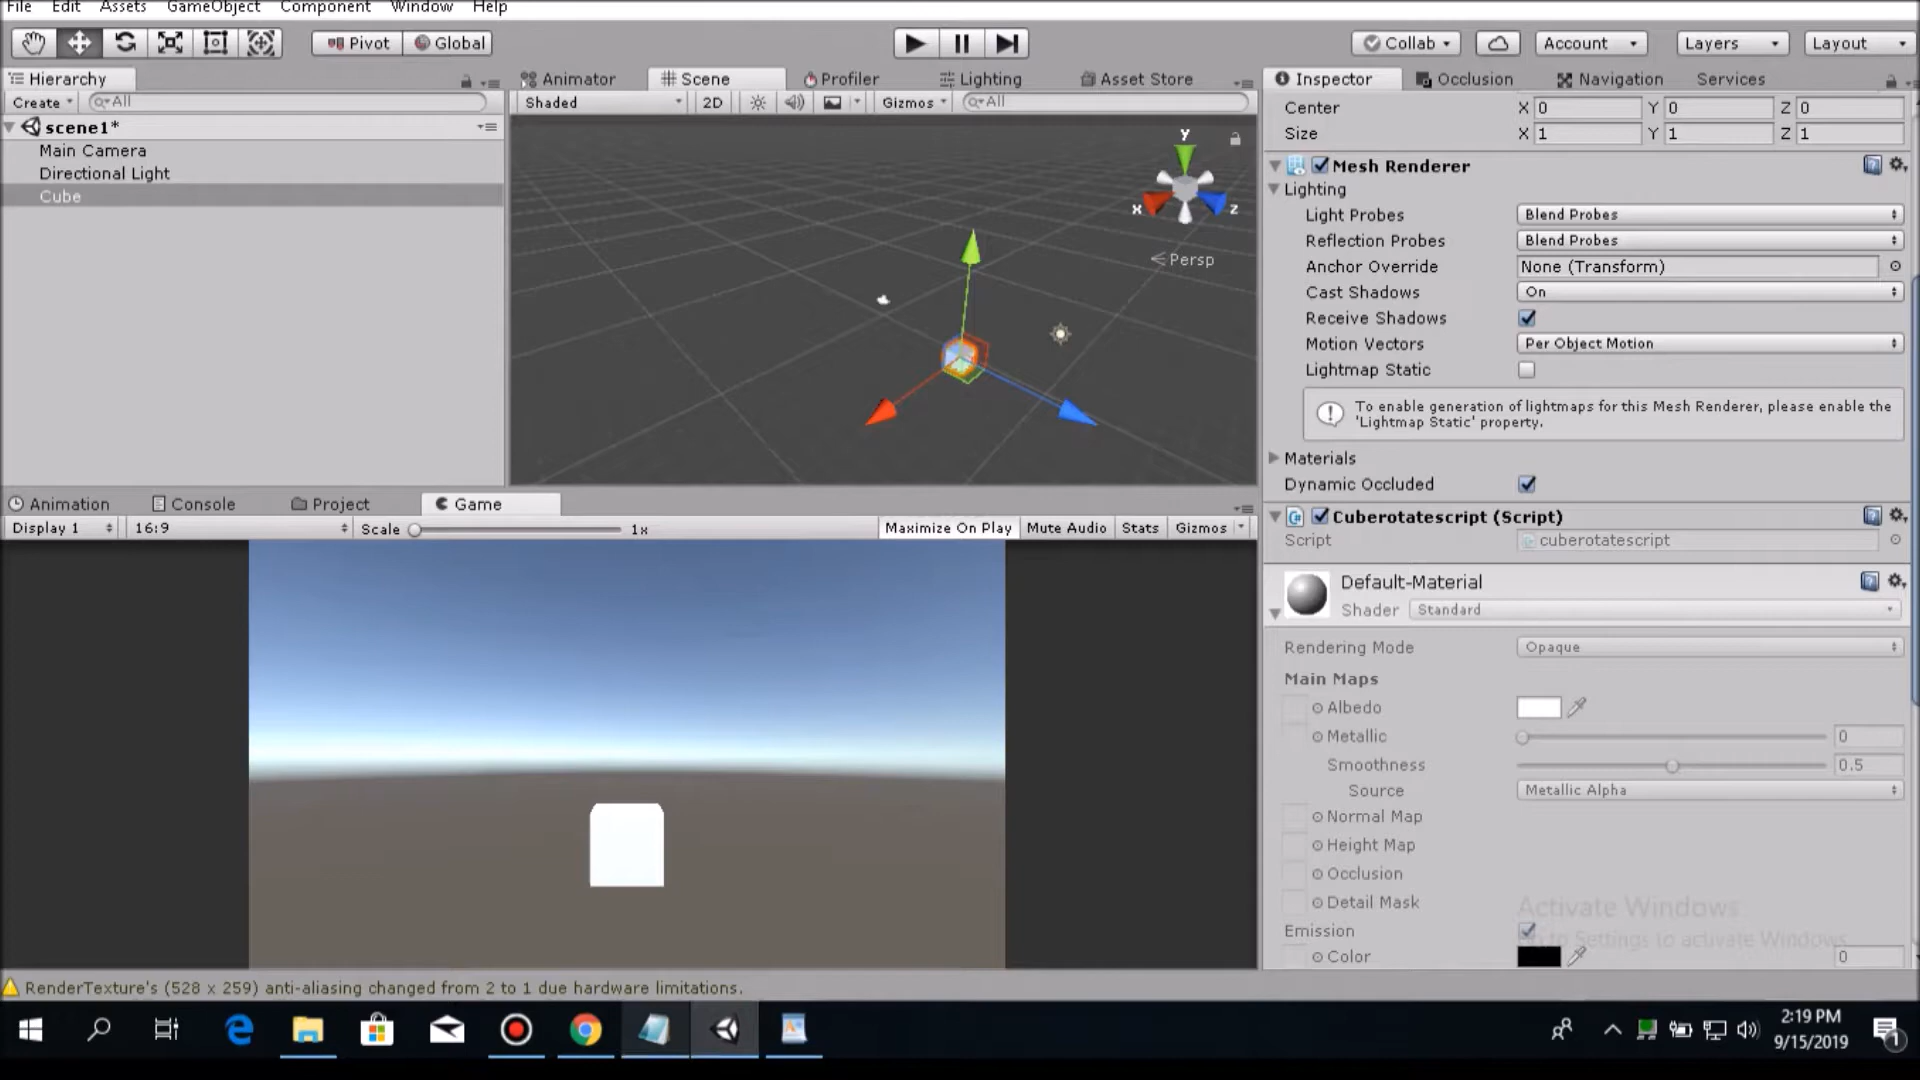 File Edit Assets GameObject Component Window Help
Pivot Global Collab Account Layers Layout
Hierarchy
Create All
scene1*
Main Camera
Directional Light
Cube
Animator Scene Profiler Lighting Asset Store
Shaded 2D Gizmos All
y
x z
Persp
Animation Console Project Game
Display 1 16:9 Scale 1x Maximize On Play Mute Audio Stats Gizmos
Inspector Occlusion Navigation Services
Center X 0 Y 0 Z 0
Size X 1 Y 1 Z 1
Mesh Renderer
Lighting
Light Probes Blend Probes
Reflection Probes Blend Probes
Anchor Override None (Transform)
Cast Shadows On
Receive Shadows
Motion Vectors Per Object Motion
Lightmap Static
To enable generation of lightmaps for this Mesh Renderer, please enable the
'Lightmap Static' property.
Materials
Dynamic Occluded
Cuberotatescript (Script)
Script cuberotatescript
Default-Material
Shader Standard
Rendering Mode Opaque
Main Maps
Albedo
Metallic 0
Smoothness 0.5
Source Metallic Alpha
Normal Map
Height Map
Occlusion
Detail Mask
Activate Windows
Emission
Go to Settings to activate Windows.
Color 0
RenderTexture's (528 x 259) anti-aliasing changed from 2 to 1 due hardware limitations.
2:19 PM
9/15/2019
1